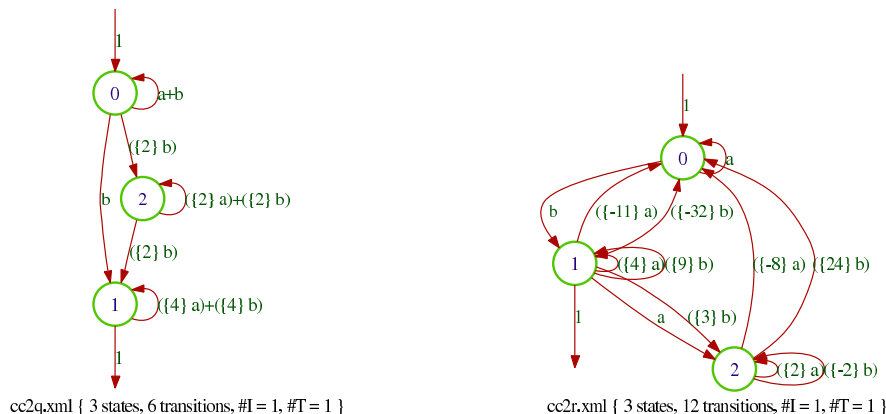 1
0
a+b
({2} b)
2
b
({2} a)+({2} b)
({2} b)
1
({4} a)+({4} b)
1
cc2q.xml { 3 states, 6 transitions, #I = 1, #T = 1 }
1
0
a
b
({-11} a)
({-32} b)
1
({4} a)
({9} b)
({-8} a)
({24} b)
1
a
({3} b)
2
({2} a)
({-2} b)
cc2r.xml { 3 states, 12 transitions, #I = 1, #T = 1 }